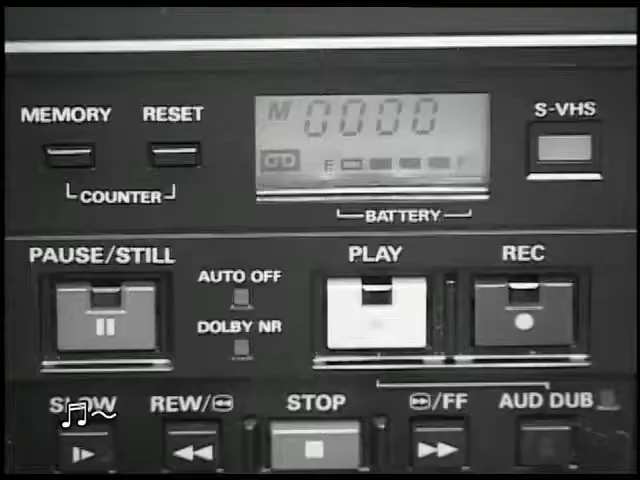 MEMORY RESET S-VHS
M 0000
COUNTER
E F
BATTERY
PAUSE/STILL PLAY REC
AUTO OFF
DOLBY NR
SLOW REW/ STOP /FF AUD DUB